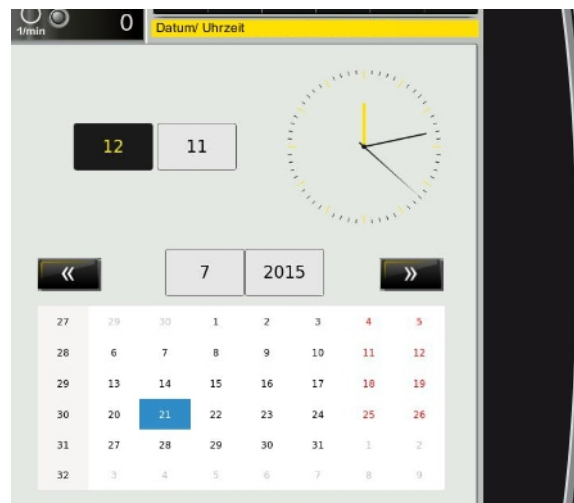 1/min 0 Datum/ Uhrzeit
12 11
« 7 2015 »
27 29 30 1 2 3 4 5
28 6 7 8 9 10 11 12
29 13 14 15 16 17 18 19
30 20 21 22 23 24 25 26
31 27 28 29 30 31 1 2
32 3 4 5 6 7 8 9